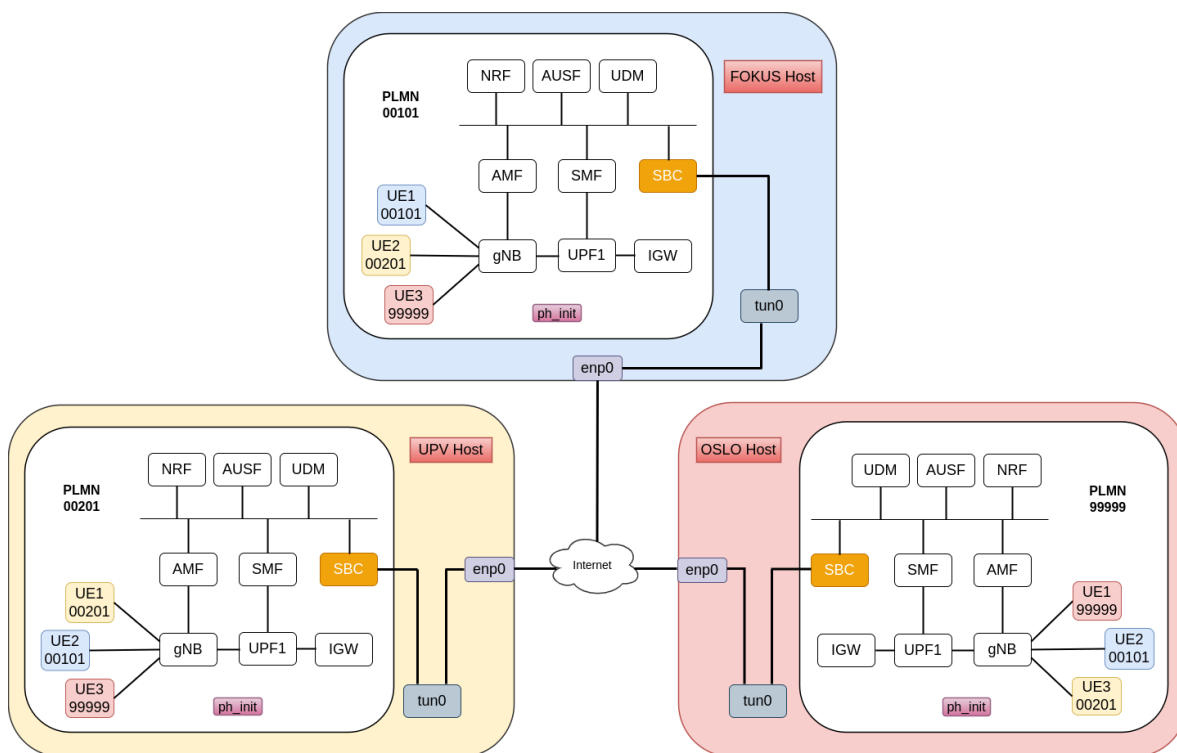 NRF
AUSF
UDM
FOKUS Host
PLMN
00101
AMF
SMF
SBC
UE1
00101
UE2
00201
gNB
UPF1
IGW
UE3
99999
tun0
ph_init
enp0
UPV Host
NRF
AUSF
UDM
PLMN
00201
AMF
SMF
SBC
enp0
UE1
00201
UE2
00101
gNB
UPF1
IGW
UE3
99999
tun0
ph_init
Internet
OSLO Host
UDM
AUSF
NRF
PLMN
99999
enp0
SBC
SMF
AMF
UE1
99999
IGW
UPF1
gNB
UE2
00101
UE3
00201
tun0
ph_init